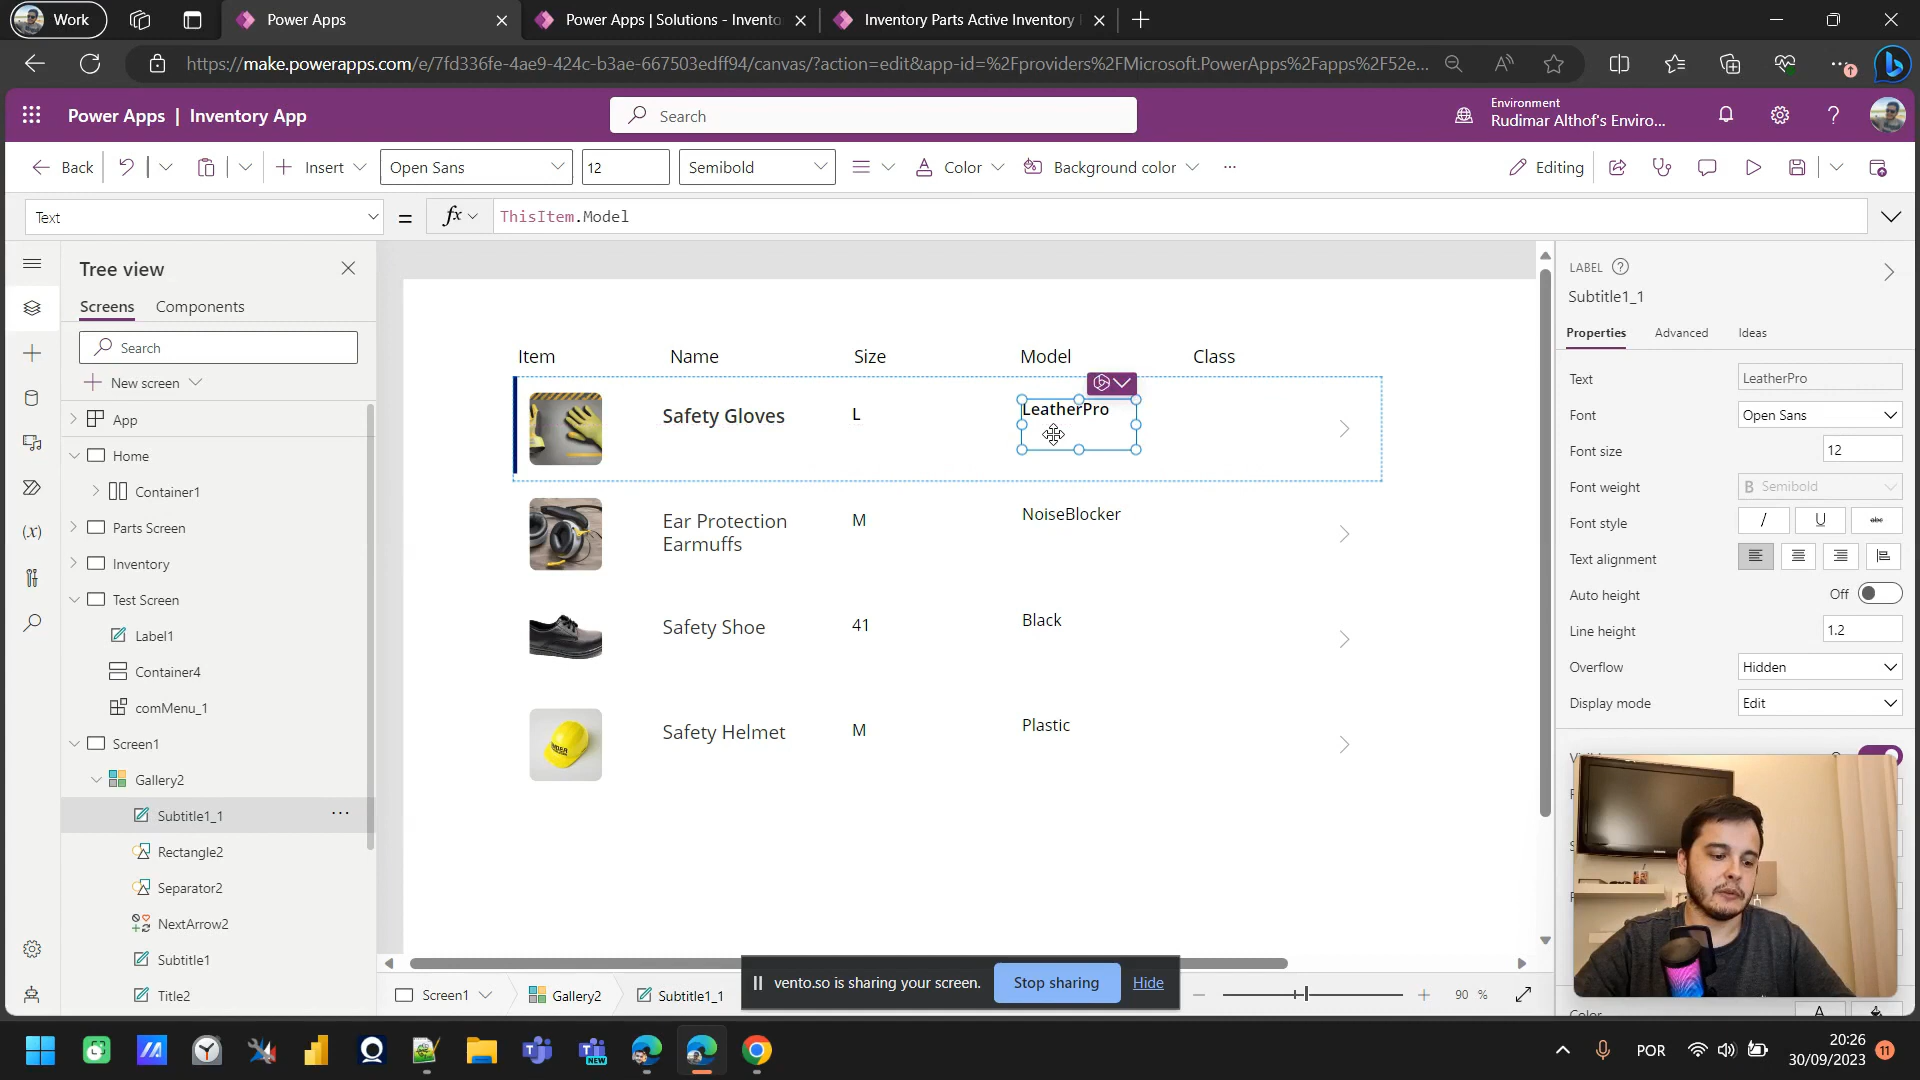 Work
Power Apps
Power Apps | Solutions - Invento
Inventory Parts Active Inventory
https://make.powerapps.com/e/7fd336fe-4ae9-424c-b3ae-667503edff94/canvas/?action=edit&app-id=%2Fproviders%2FMicrosoft.PowerApps%2Fapps%2F52e...
Power Apps | Inventory App
Search
Environment
Rudimar Althof's Enviro...
Back
Insert
Open Sans
12
Semibold
Color
Background color
...
Editing
Text
=
fx
ThisItem.Model
Tree view
Screens
Components
Search
New screen
App
Home
Container1
Parts Screen
Inventory
Test Screen
Label1
Container4
comMenu_1
Screen1
Gallery2
Subtitle1_1
...
Rectangle2
Separator2
NextArrow2
Subtitle1
Title2
Item
Name
Size
Model
Class
Safety Gloves
L
LeatherPro
Ear Protection
Earmuffs
M
NoiseBlocker
Safety Shoe
41
Black
Safety Helmet
M
Plastic
LABEL
Subtitle1_1
Properties
Advanced
Ideas
Text
LeatherPro
Font
Open Sans
Font size
12
Font weight
B Semibold
Font style
/
U
abc
Text alignment
Auto height
Off
Line height
1.2
Overflow
Hidden
Display mode
Edit
Screen1
Gallery2
Subtitle1_1
vento.so is sharing your screen.
Stop sharing
Hide
90 %
NEW
POR
20:26
30/09/2023
11